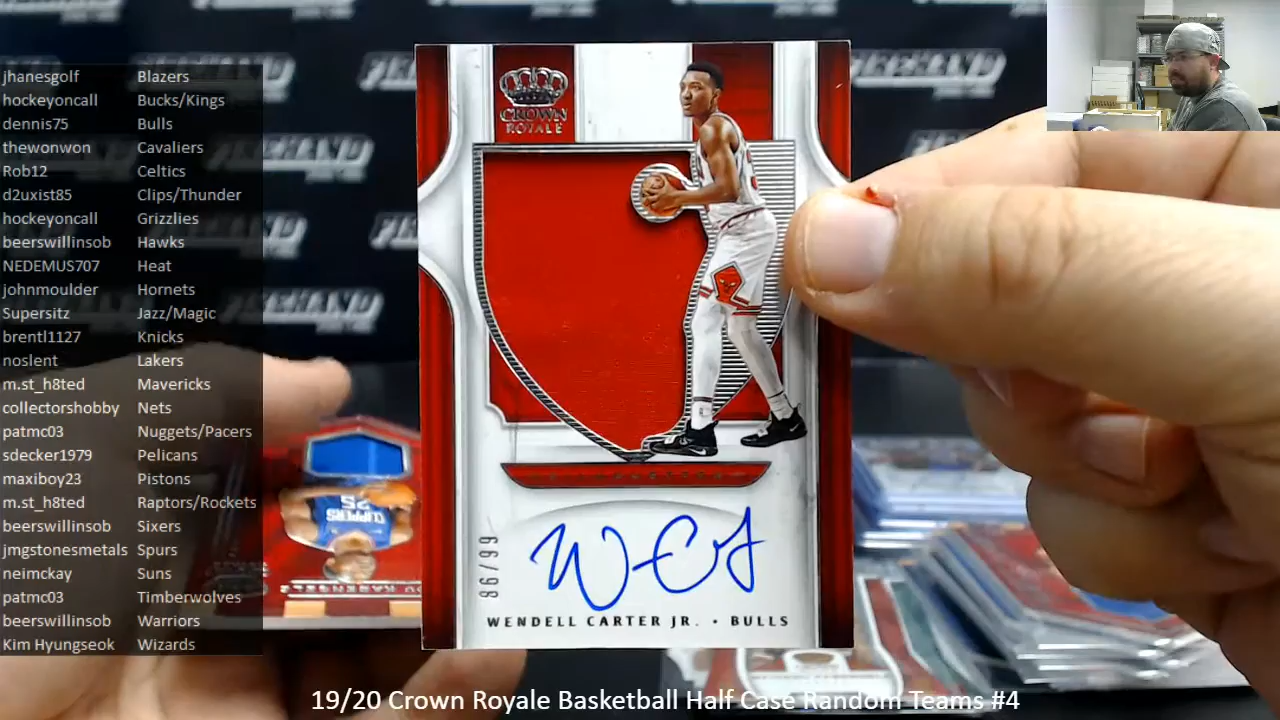 jhanesgolf Blazers
hockeyoncall Bucks/Kings
dennis75 Bulls
thewonwon Cavaliers
Rob12 Celtics
d2uxist85 Clips/Thunder
hockeyoncall Grizzlies
beerswillinsob Hawks
NEDEMUS707 Heat
johnmoulder Hornets
Supersitz Jazz/Magic
brentl1127 Knicks
noslent Lakers
m.st_h8ted Mavericks
collectorshobby Nets
patmc03 Nuggets/Pacers
sdecker1979 Pelicans
maxiboy23 Pistons
m.st_h8ted Raptors/Rockets
beerswillinsob Sixers
jmgstonesmetals Spurs
neimckay Suns
patmc03 Timberwolves
beerswillinsob Warriors
Kim Hyungseok Wizards
CROWN
ROYALE
86/99
WENDELL CARTER JR. • BULLS
CLIPPERS
25
19/20 Crown Royale Basketball Half Case Random Teams #4